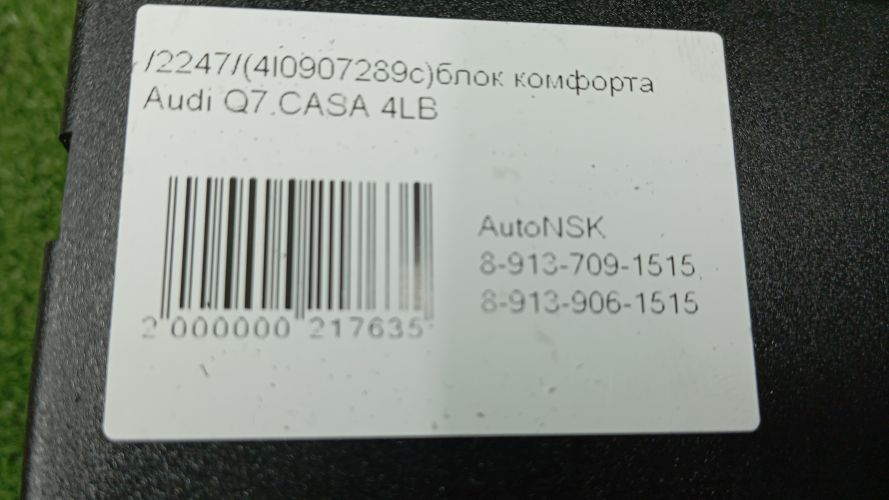 /2247/(4l0907289c)блок комфорта
Audi Q7.CASA 4LB
AutoNSK
8-913-709-1515
8-913-906-1515
2 000000 217635